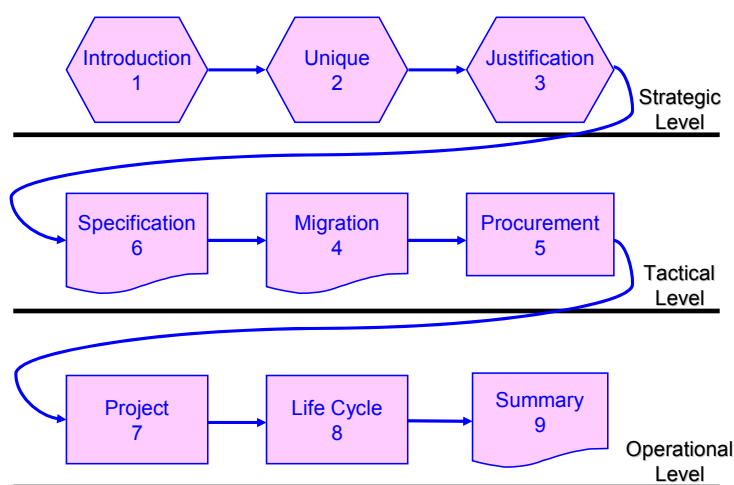 Introduction
1
Unique
2
Justification
3
Strategic
Level
Specification
6
Migration
4
Procurement
5
Tactical
Level
Project
7
Life Cycle
8
Summary
9
Operational
Level